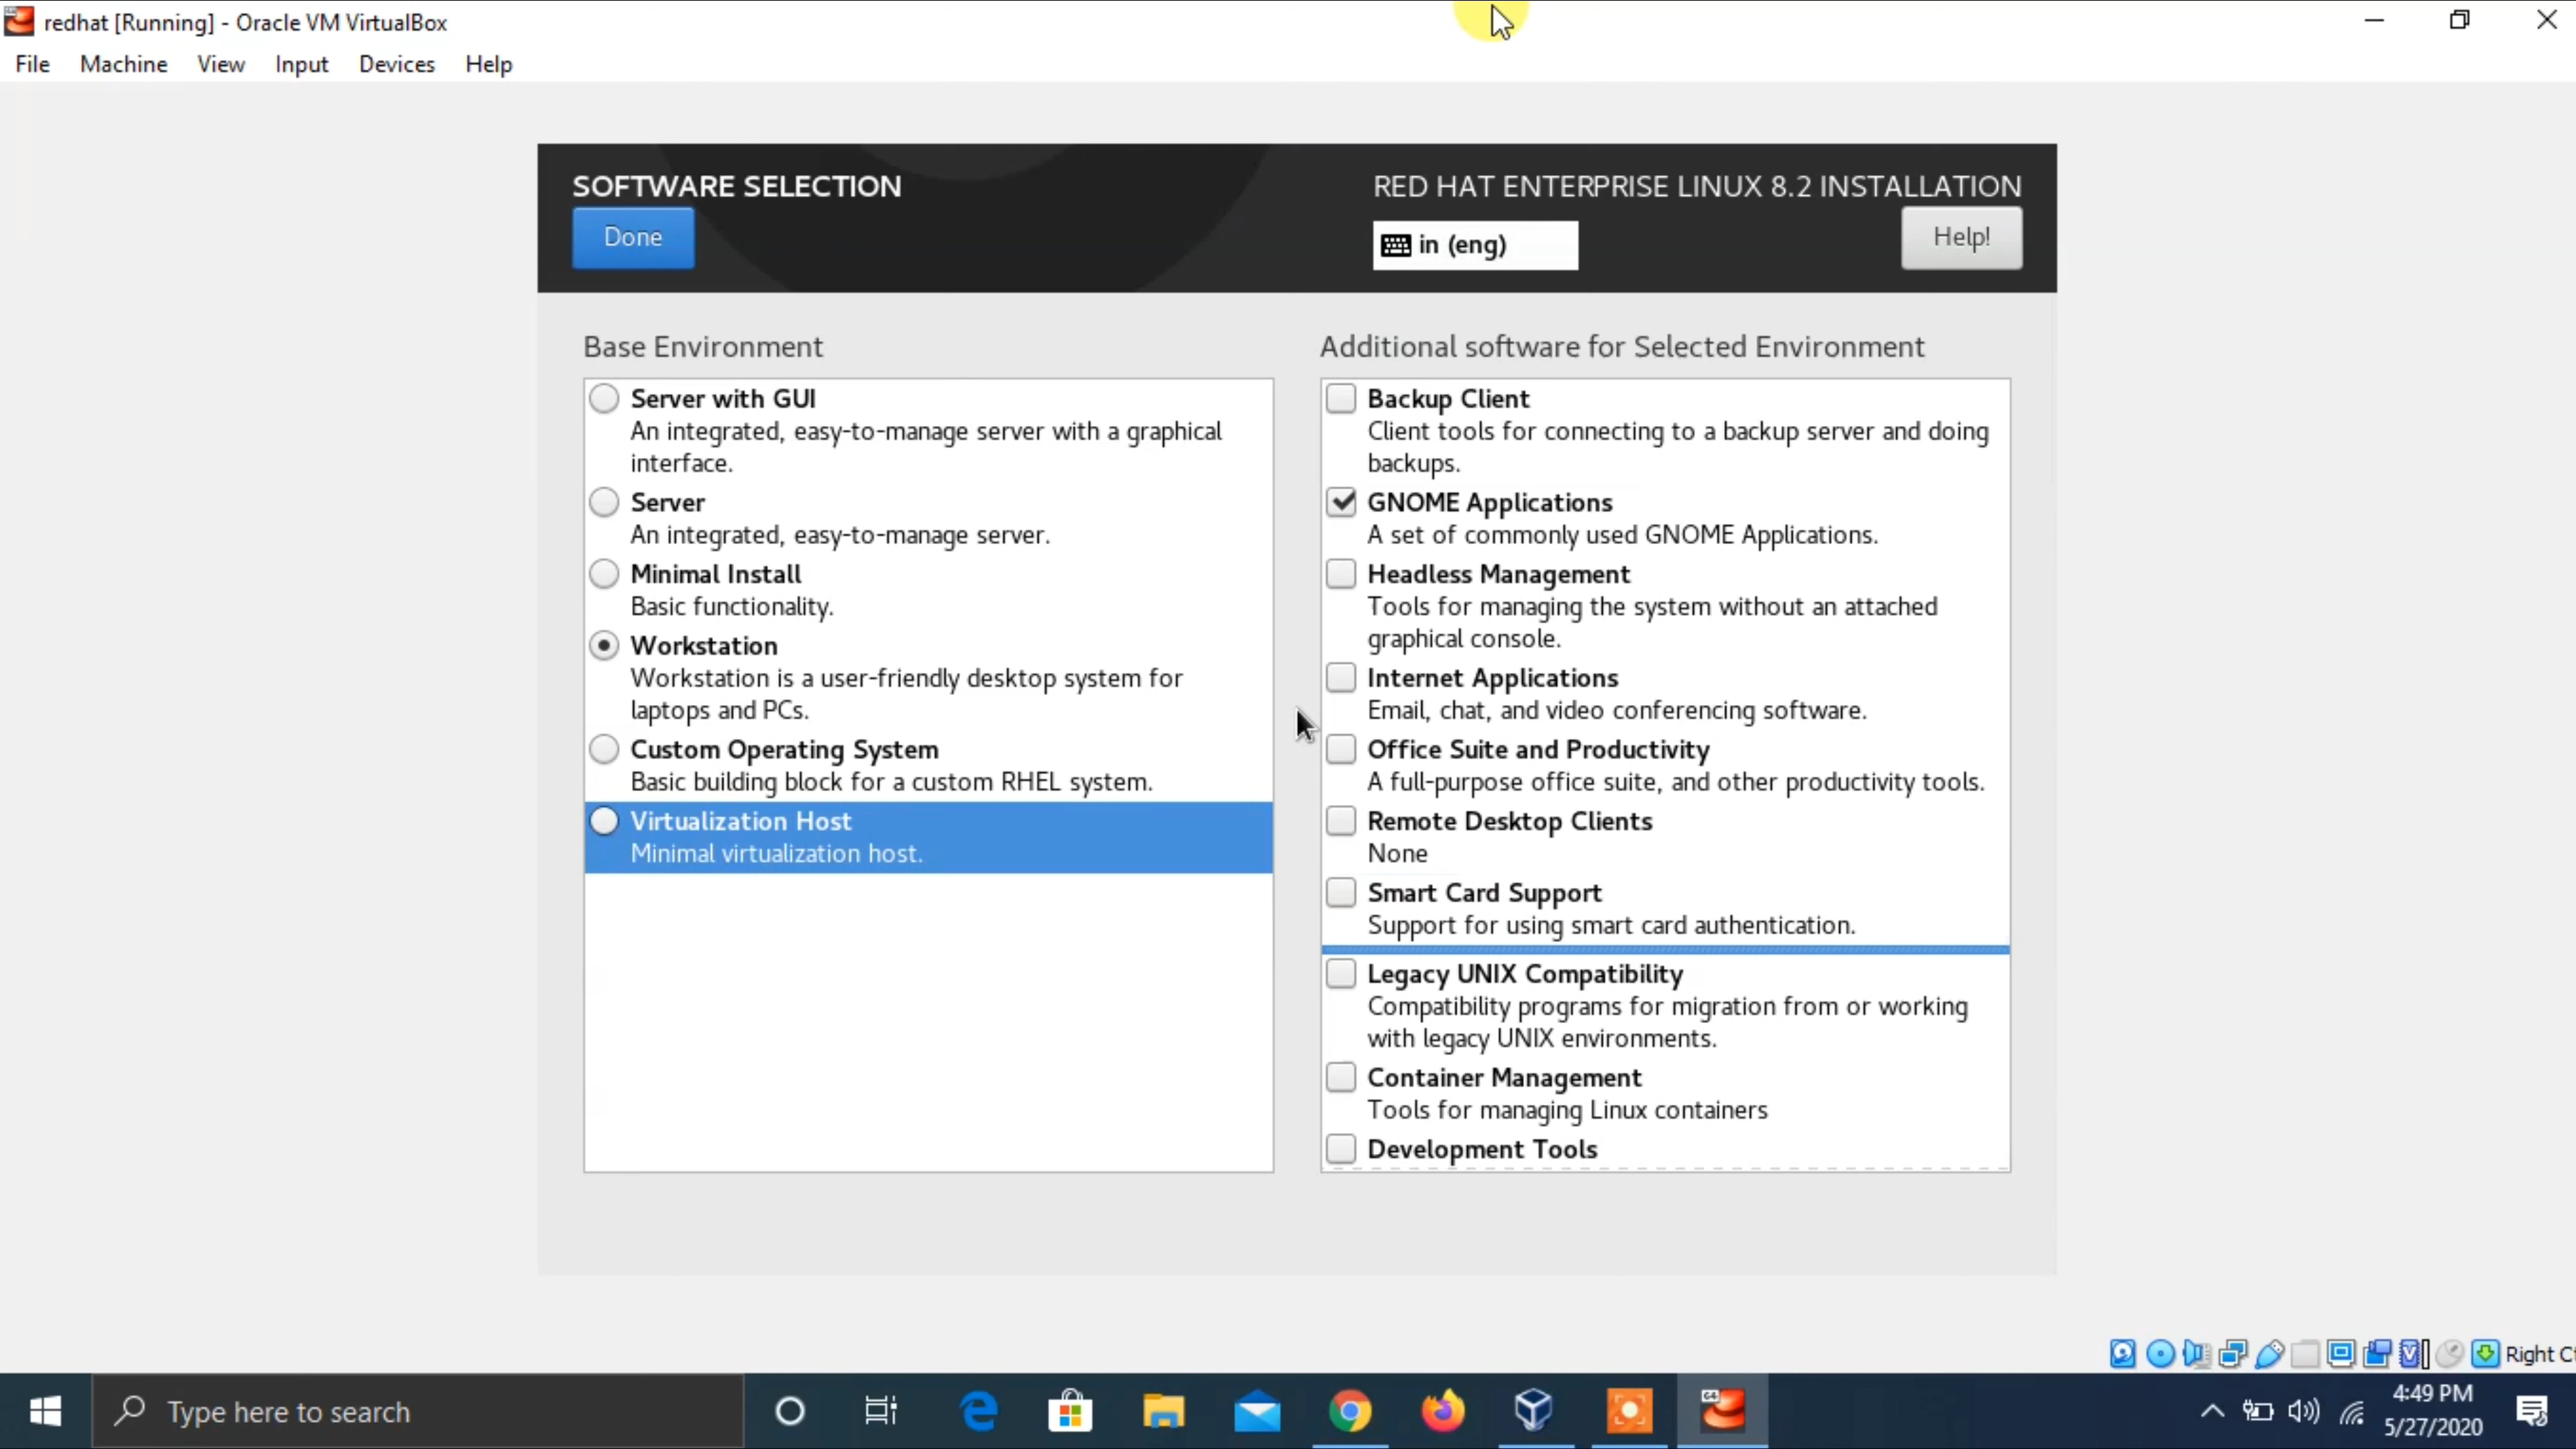 redhat [Running] - Oracle VM VirtualBox
File Machine View Input Devices Help
SOFTWARE SELECTION
RED HAT ENTERPRISE LINUX 8.2 INSTALLATION
Done
in (eng)
Help!
Base Environment
Server with GUI
An integrated, easy-to-manage server with a graphical
interface.
Server
An integrated, easy-to-manage server.
Minimal Install
Basic functionality.
Workstation
Workstation is a user-friendly desktop system for
laptops and PCs.
Custom Operating System
Basic building block for a custom RHEL system.
Virtualization Host
Minimal virtualization host.
Additional software for Selected Environment
Backup Client
Client tools for connecting to a backup server and doing
backups.
GNOME Applications
A set of commonly used GNOME Applications.
Headless Management
Tools for managing the system without an attached
graphical console.
Internet Applications
Email, chat, and video conferencing software.
Office Suite and Productivity
A full-purpose office suite, and other productivity tools.
Remote Desktop Clients
None
Smart Card Support
Support for using smart card authentication.
Legacy UNIX Compatibility
Compatibility programs for migration from or working
with legacy UNIX environments.
Container Management
Tools for managing Linux containers
Development Tools
Right
Type here to search
4:49 PM
5/27/2020